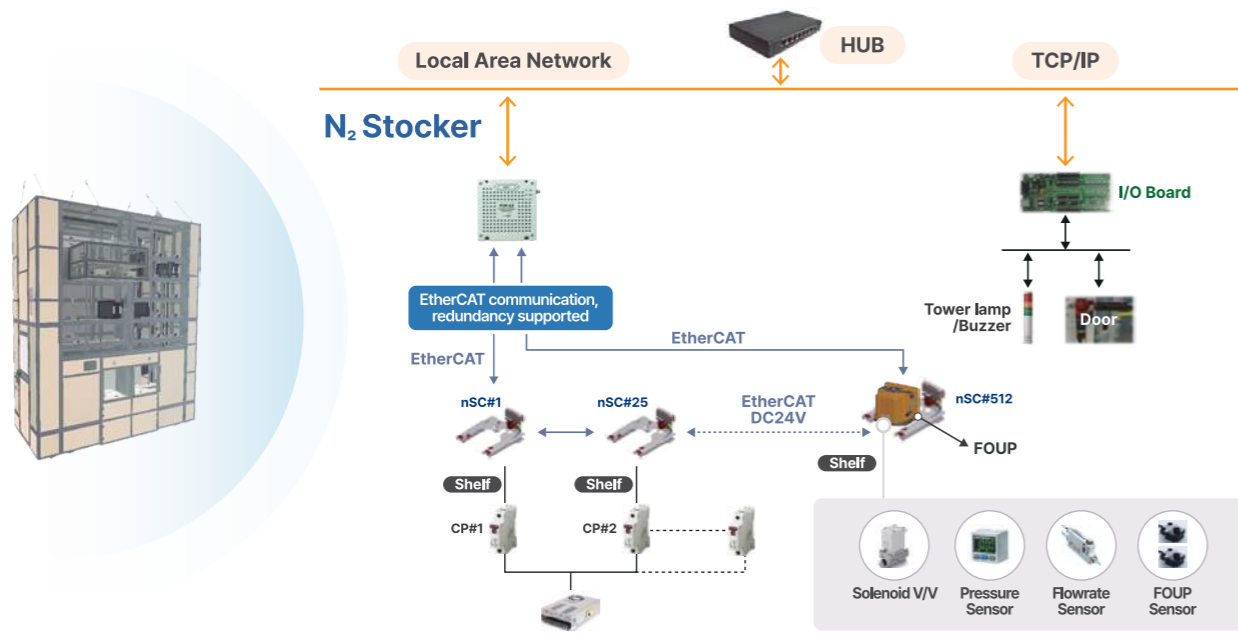 HUB
Local Area Network
TCP/IP
N₂ Stocker
I/O Board
EtherCAT communication,
redundancy supported
Tower lamp
/Buzzer
Door
EtherCAT
EtherCAT
nSC#1
nSC#25
EtherCAT
DC24V
nSC#512
FOUP
Shelf
Shelf
Shelf
CP#1
CP#2
Solenoid V/V
Pressure
Sensor
Flowrate
Sensor
FOUP
Sensor